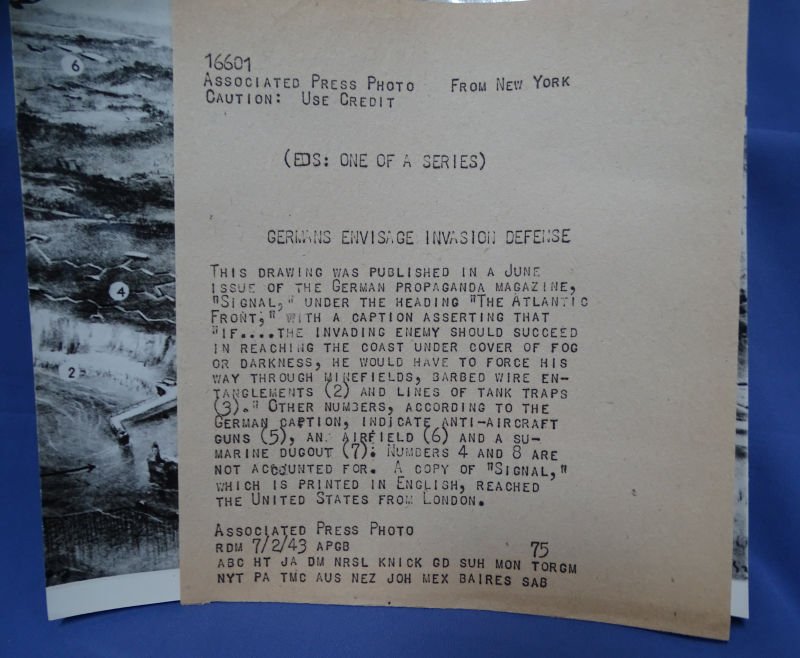 6
4
2
16601
ASSOCIATED PRESS PHOTO FROM NEW YORK
CAUTION: USE CREDIT
(EDS: ONE OF A SERIES)
GERMANS ENVISAGE INVASION DEFENSE
THIS DRAWING WAS PUBLISHED IN A JUNE
ISSUE OF THE GERMAN PROPAGANDA MAGAZINE,
"SIGNAL," UNDER THE HEADING "THE ATLANTIC
FRONT," WITH A CAPTION ASSERTING THAT
"IF....THE INVADING ENEMY SHOULD SUCCEED
IN REACHING THE COAST UNDER COVER OF FOG
OR DARKNESS, HE WOULD HAVE TO FORCE HIS
WAY THROUGH MINEFIELDS, BARBED WIRE EN-
TANGLEMENTS (2) AND LINES OF TANK TRAPS
(3)." OTHER NUMBERS, ACCORDING TO THE
GERMAN CAPTION, INDICATE ANTI-AIRCRAFT
GUNS (5), AN AIRFIELD (6) AND A SU-
MARINE DUGOUT (7); NUMBERS 4 AND 8 ARE
NOT ACCOUNTED FOR. A COPY OF "SIGNAL,"
WHICH IS PRINTED IN ENGLISH, REACHED
THE UNITED STATES FROM LONDON.
ASSOCIATED PRESS PHOTO
RDM 7/2/43 APGB 75
ABC HT JA DM NRSL KNICK GD SUH MON TORGM
NYT PA TMC AUS NEZ JOH MEX BAIRES SAB